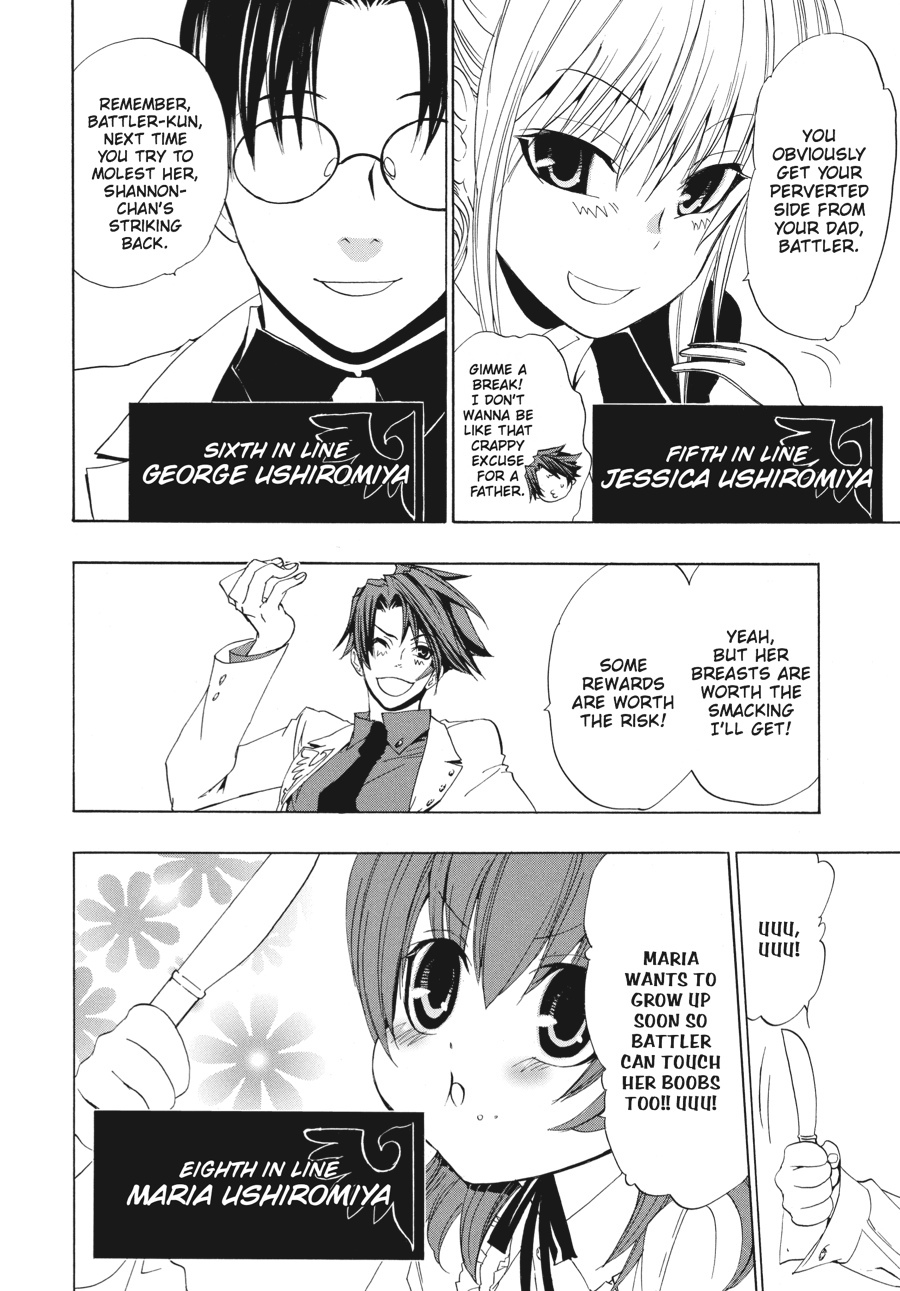 YOU
OBVIOUSLY
GET YOUR
PERVERTED
SIDE FROM
YOUR DAD,
BATTLER.
GIMME A
BREAK!
I DON'T
WANNA BE
LIKE THAT
CRAPPY
EXCUSE
FOR A
FATHER.
FIFTH IN LINE
JESSICA USHIROMIYA
REMEMBER,
BATTLER-KUN,
NEXT TIME
YOU TRY TO
MOLEST HER,
SHANNON-
CHAN'S
STRIKING
BACK.
SIXTH IN LINE
GEORGE USHIROMIYA
YEAH,
BUT HER
BREASTS ARE
WORTH THE
SMACKING
I'LL GET!
SOME
REWARDS
ARE WORTH
THE RISK!
UUU,
UUU!
MARIA
WANTS TO
GROW UP
SOON SO
BATTLER
CAN TOUCH
HER BOOBS
TOO!! UUU!
EIGHTH IN LINE
MARIA USHIROMIYA